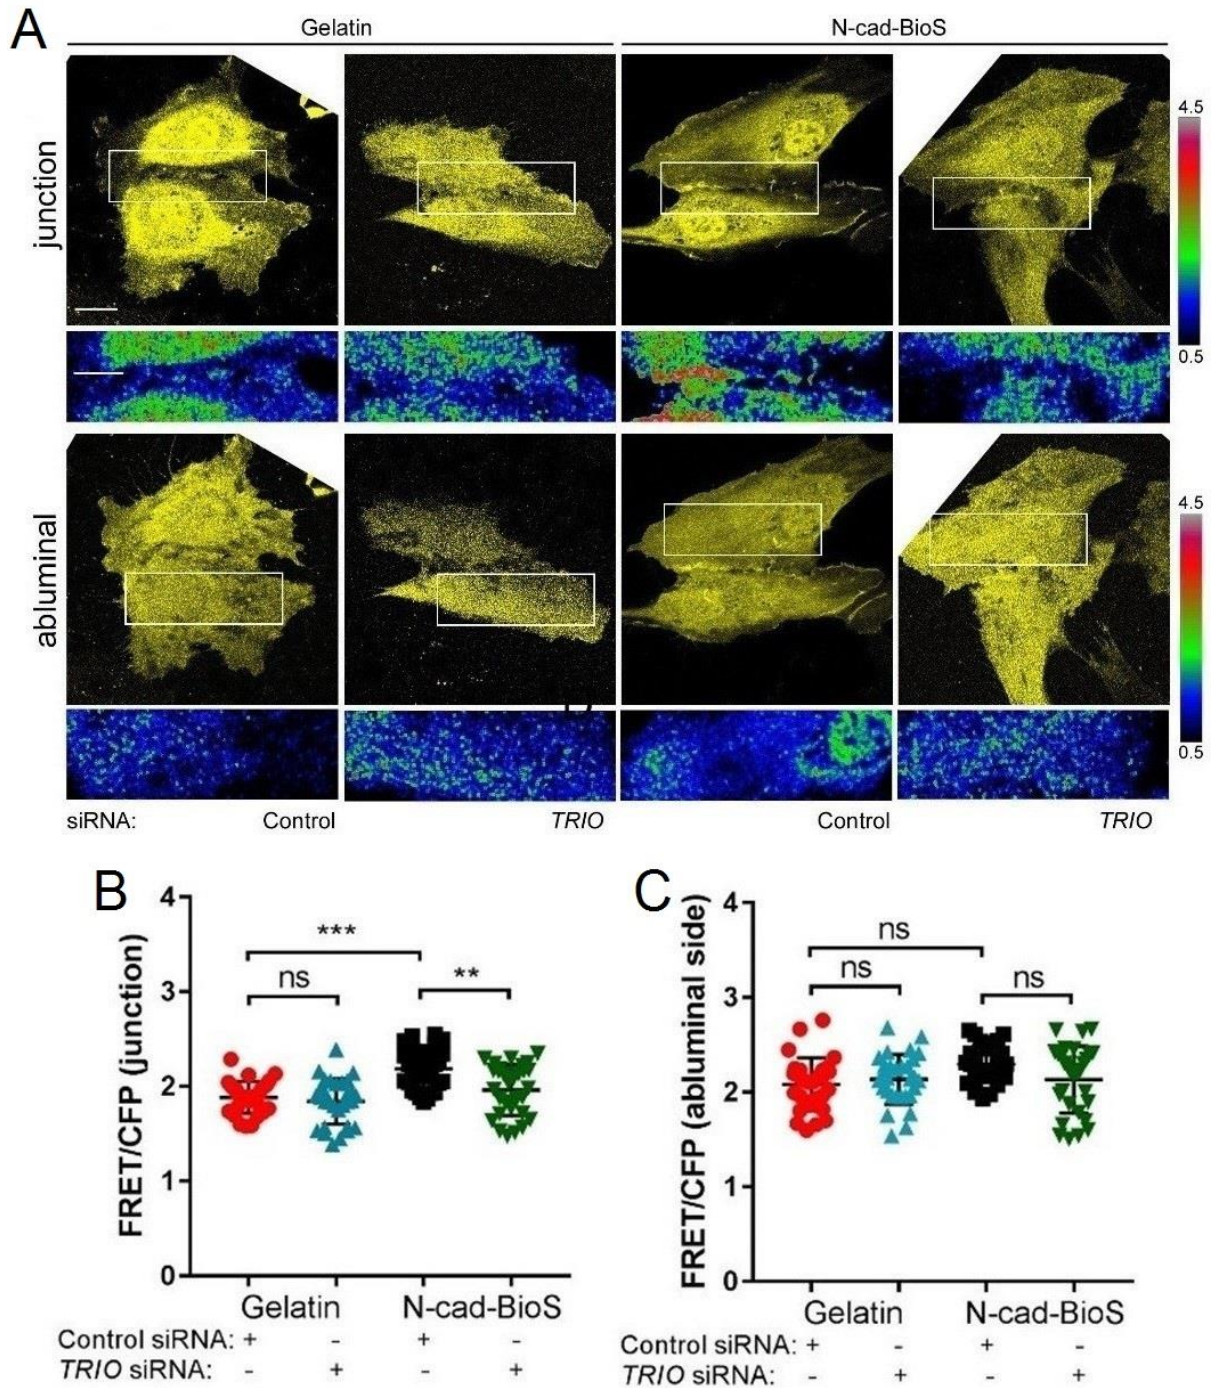 A
Gelatin
N-cad-BioS
junction
4.5
0.5
abluminal
4.5
0.5
siRNA: Control TRIO Control TRIO
B
FRET/CFP (junction)
4
3
2
1
0
***
ns
**
Gelatin N-cad-BioS
Control siRNA: + - + -
TRIO siRNA: - + - +
C
FRET/CFP (abluminal side)
4
3
2
1
0
ns
ns
ns
Gelatin N-cad-BioS
Control siRNA: + - + -
TRIO siRNA: - + - +